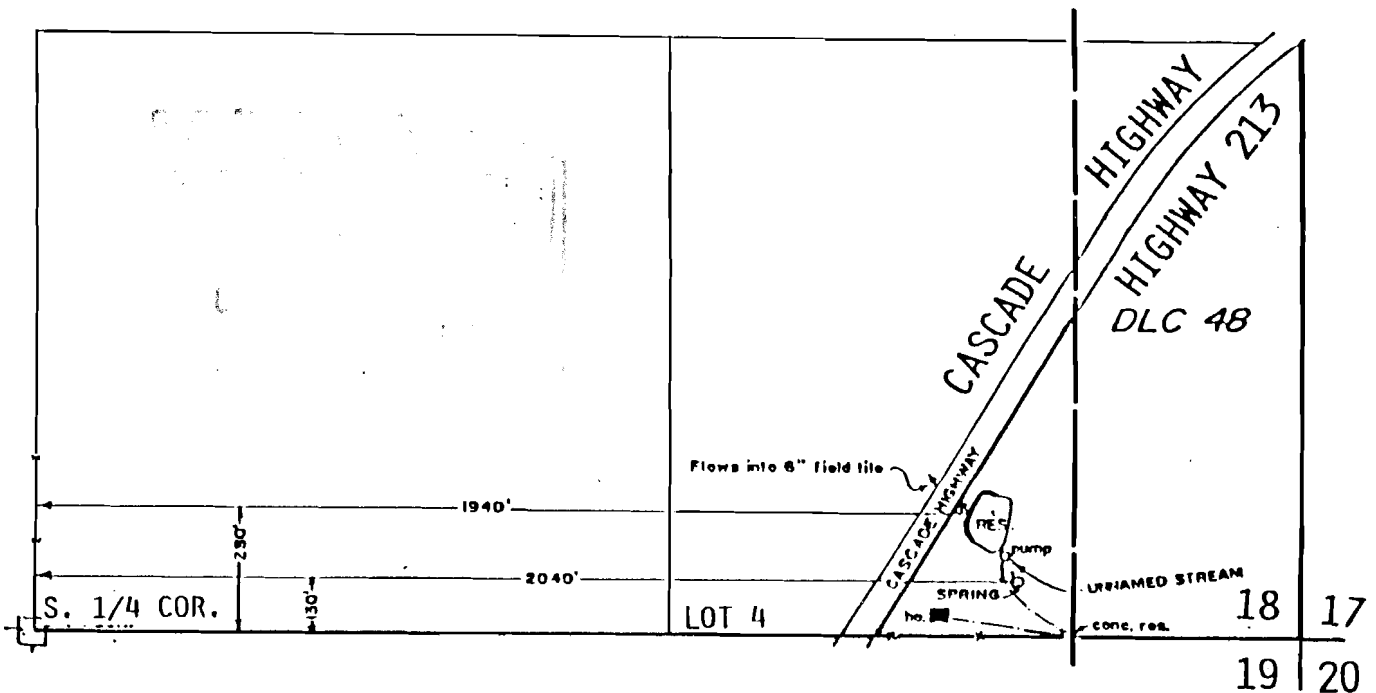 HIGHWAY
HIGHWAY 213
CASCADE
DLC 48
Flows into 6" field tile
CASCADE HIGHWAY
1940'
RES.
pump
2040'
130'
UNNAMED STREAM
SPRING
S. 1/4 COR.
LOT 4
ho.
conc. res.
18
17
19
20